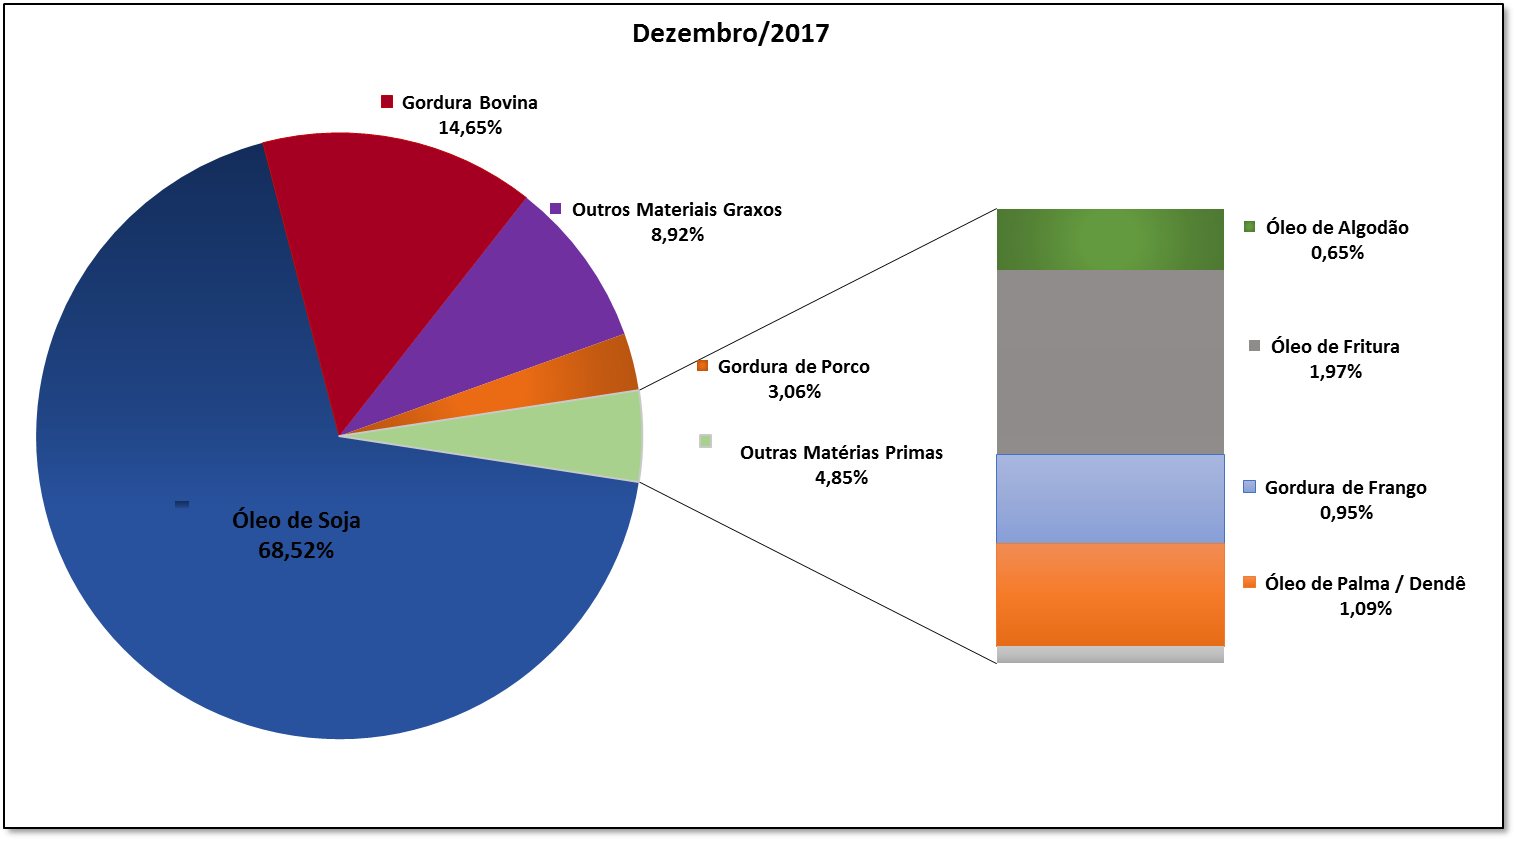 Dezembro/2017
Gordura Bovina
14,65%
Outros Materiais Graxos
8,92%
Gordura de Porco
3,06%
Outras Matérias Primas
4,85%
Óleo de Soja
68,52%
Óleo de Algodão
0,65%
Óleo de Fritura
1,97%
Gordura de Frango
0,95%
Óleo de Palma / Dendê
1,09%